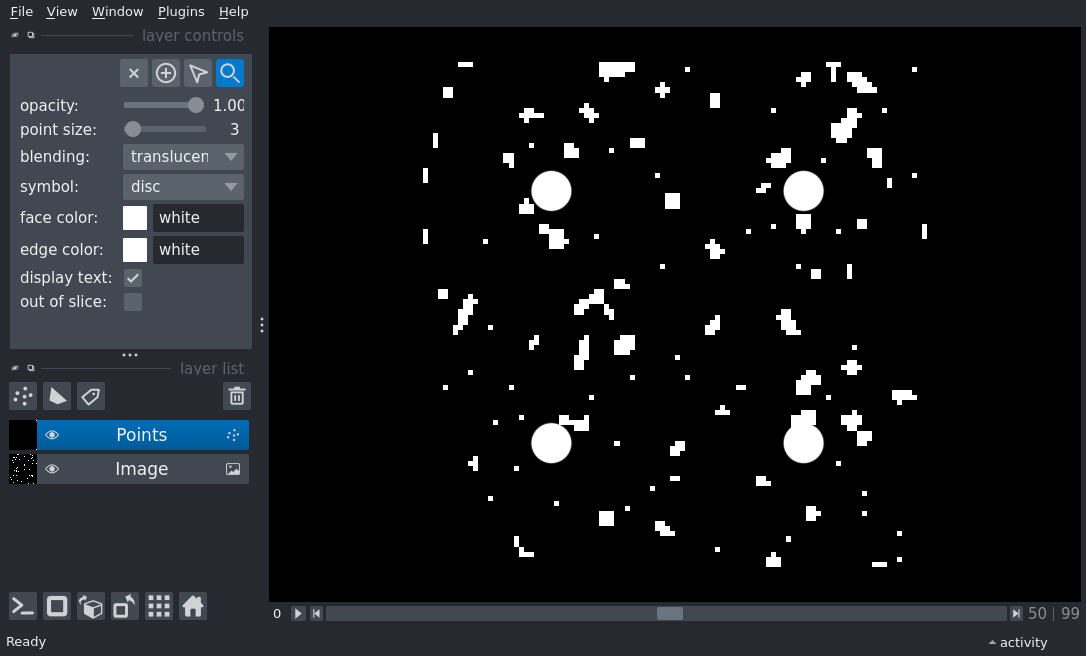 File View Window Plugins Help
layer controls
opacity: 1.00
point size: 3
blending: translucen
symbol: disc
face color: white
edge color: white
display text:
out of slice:
layer list
Points
Image
0 50 | 99
Ready activity